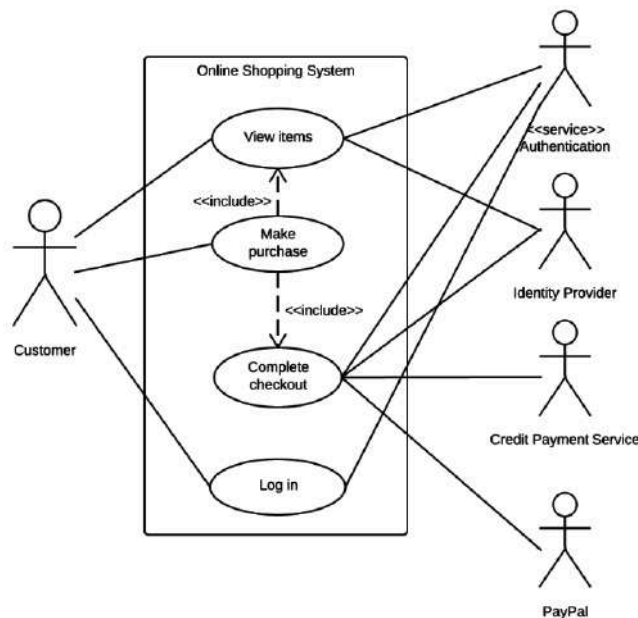 Online Shopping System
View items
<<service>>
Authentication
<<include>>
Make
purchase
Identity Provider
<<include>>
Customer
Complete
checkout
Credit Payment Service
Log in
PayPal